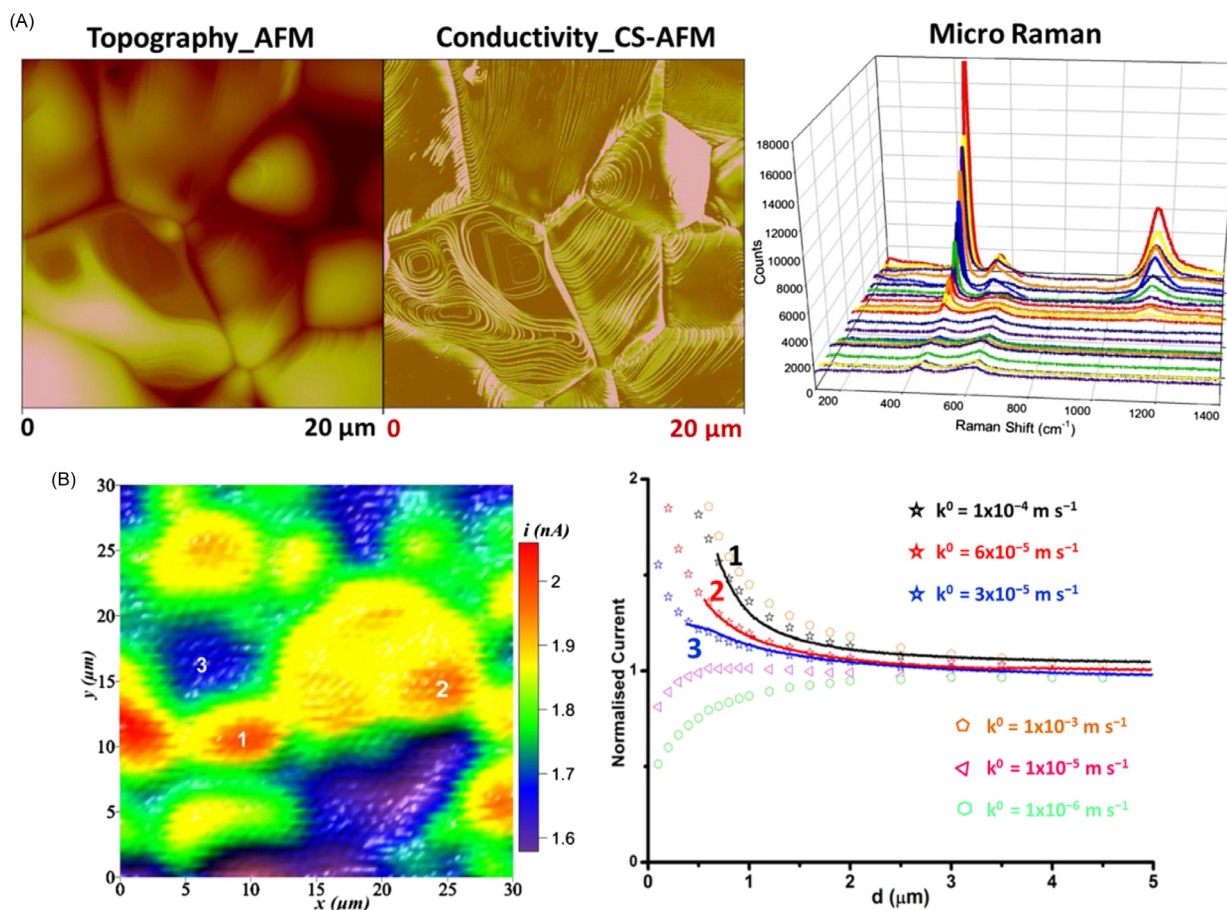 (A)
Topography_AFM
Conductivity_CS-AFM
Micro Raman
0
20 μm
0
20 μm
Counts
18000
16000
14000
12000
10000
8000
6000
4000
2000
0
200
400
600
800
1000
1200
1400
Raman Shift (cm⁻¹)
(B)
30
25
20
15
10
5
0
y (μm)
0
5
10
15
20
25
30
x (μm)
3
2
1
i (nA)
2
1.9
1.8
1.7
1.6
Normalised Current
2
1
0
1
2
3
k⁰ = 1x10⁻⁴ m s⁻¹
k⁰ = 6x10⁻⁵ m s⁻¹
k⁰ = 3x10⁻⁵ m s⁻¹
k⁰ = 1x10⁻³ m s⁻¹
k⁰ = 1x10⁻⁵ m s⁻¹
k⁰ = 1x10⁻⁶ m s⁻¹
0
1
2
3
4
5
d (μm)